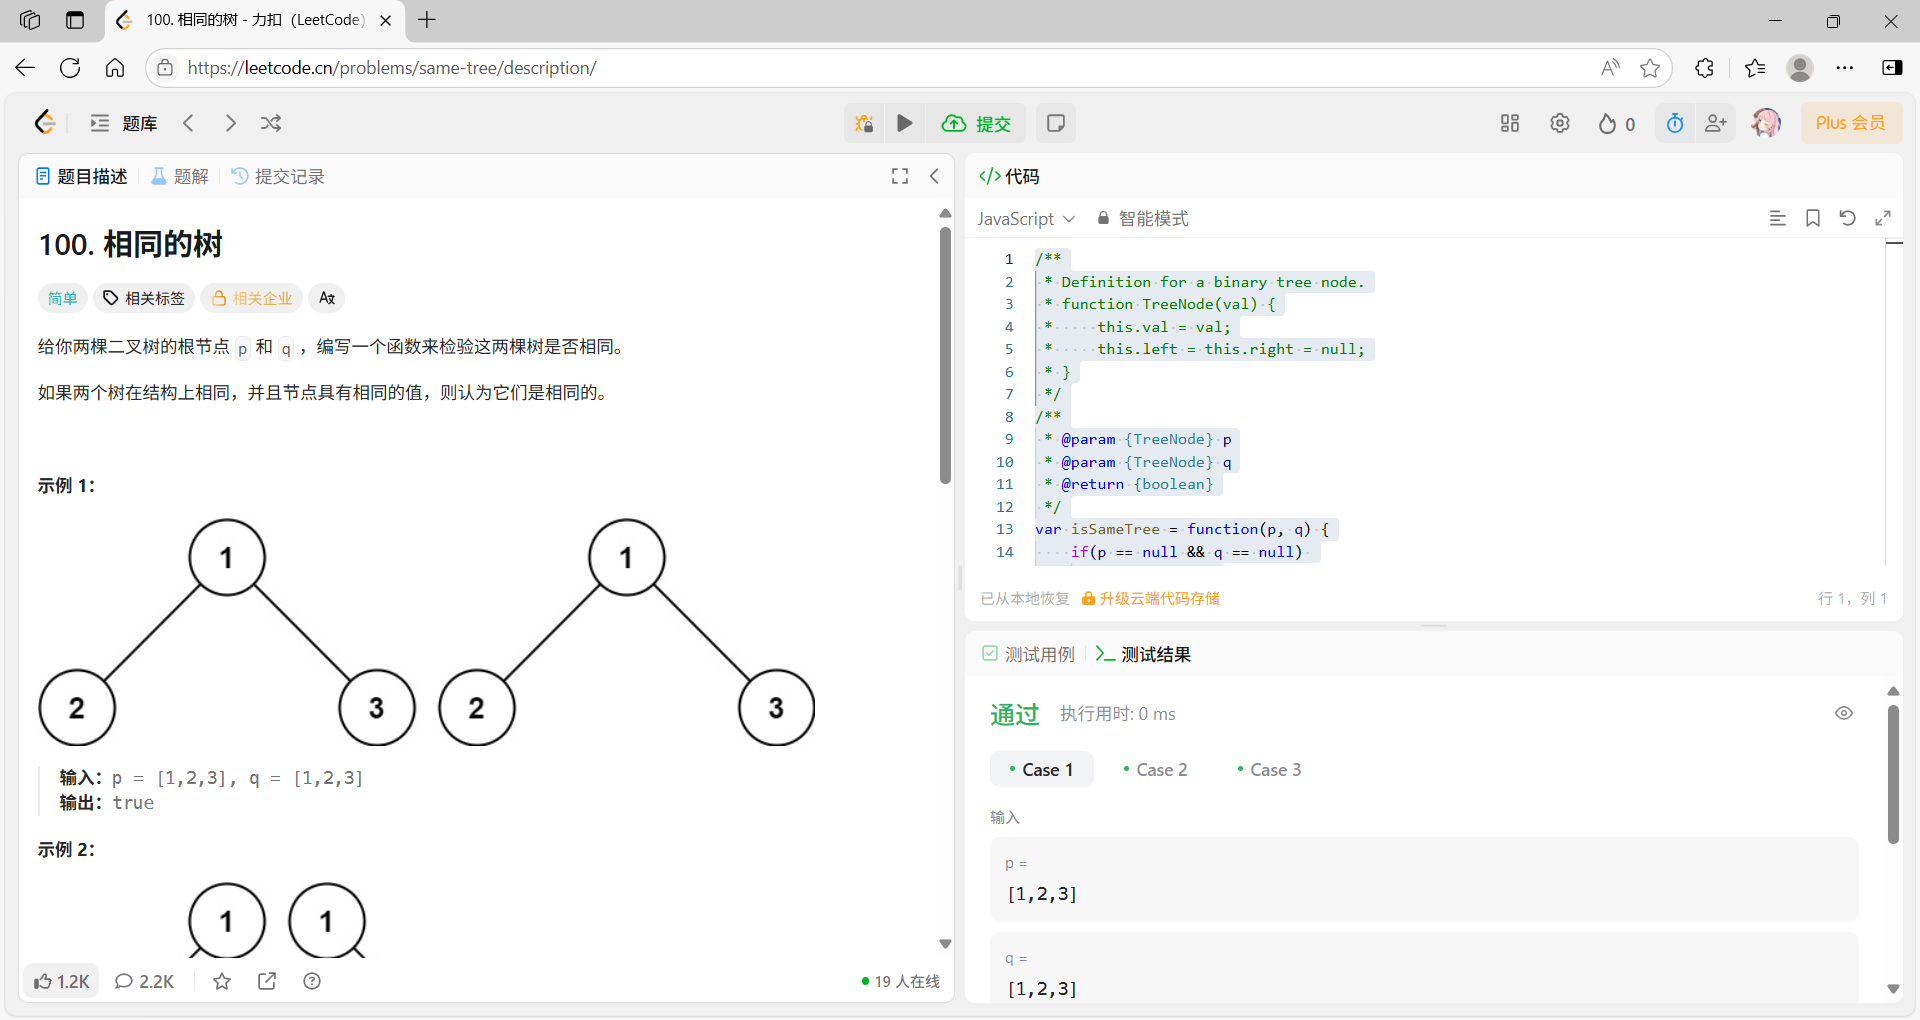 100. 相同的树 - 力扣 (LeetCode)
https://leetcode.cn/problems/same-tree/description/
题库
提交
0
Plus 会员
题目描述
题解
提交记录
100. 相同的树
简单
相关标签
相关企业
给你两棵二叉树的根节点 p 和 q ，编写一个函数来检验这两棵树是否相同。
如果两个树在结构上相同，并且节点具有相同的值，则认为它们是相同的。
示例 1：
1
2
3
1
2
3
输入：p = [1,2,3], q = [1,2,3]
输出：true
示例 2：
1
1
1.2K
2.2K
19 人在线
</> 代码
JavaScript
智能模式
1 /**
2  * Definition for a binary tree node.
3  * function TreeNode(val) {
4  *     this.val = val;
5  *     this.left = this.right = null;
6  * }
7  */
8 /**
9  * @param {TreeNode} p
10  * @param {TreeNode} q
11  * @return {boolean}
12  */
13 var isSameTree = function(p, q) {
14     if(p == null && q == null)
已从本地恢复
升级云端代码存储
行 1，列 1
测试用例
测试结果
通过
执行用时: 0 ms
Case 1
Case 2
Case 3
输入
p =
[1,2,3]
q =
[1,2,3]